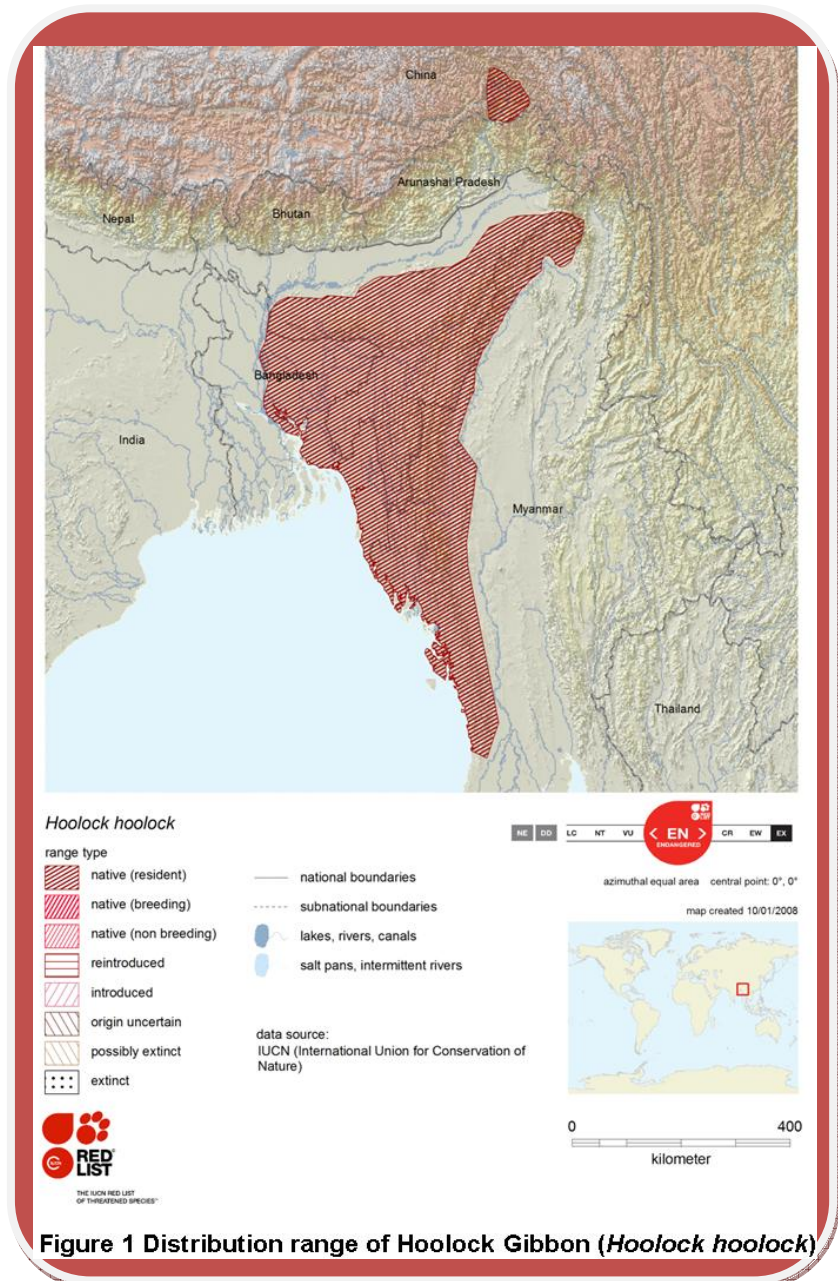 China
Arunashal Pradesh
Nepal
Bhutan
Bangladesh
India
Myanmar
Thailand
Hoolock hoolock
range type
native (resident)
native (breeding)
native (non breeding)
reintroduced
introduced
origin uncertain
possibly extinct
extinct
national boundaries
subnational boundaries
lakes, rivers, canals
salt pans, intermittent rivers
data source:
IUCN (International Union for Conservation of
Nature)
NE DD LC NT VU < EN > CR EW EX
ENDANGERED
azimuthal equal area central point: 0°, 0°
map created 10/01/2008
0 400
kilometer
IUCN
RED
LIST
THE IUCN RED LIST
OF THREATENED SPECIES™
Figure 1 Distribution range of Hoolock Gibbon (Hoolock hoolock)